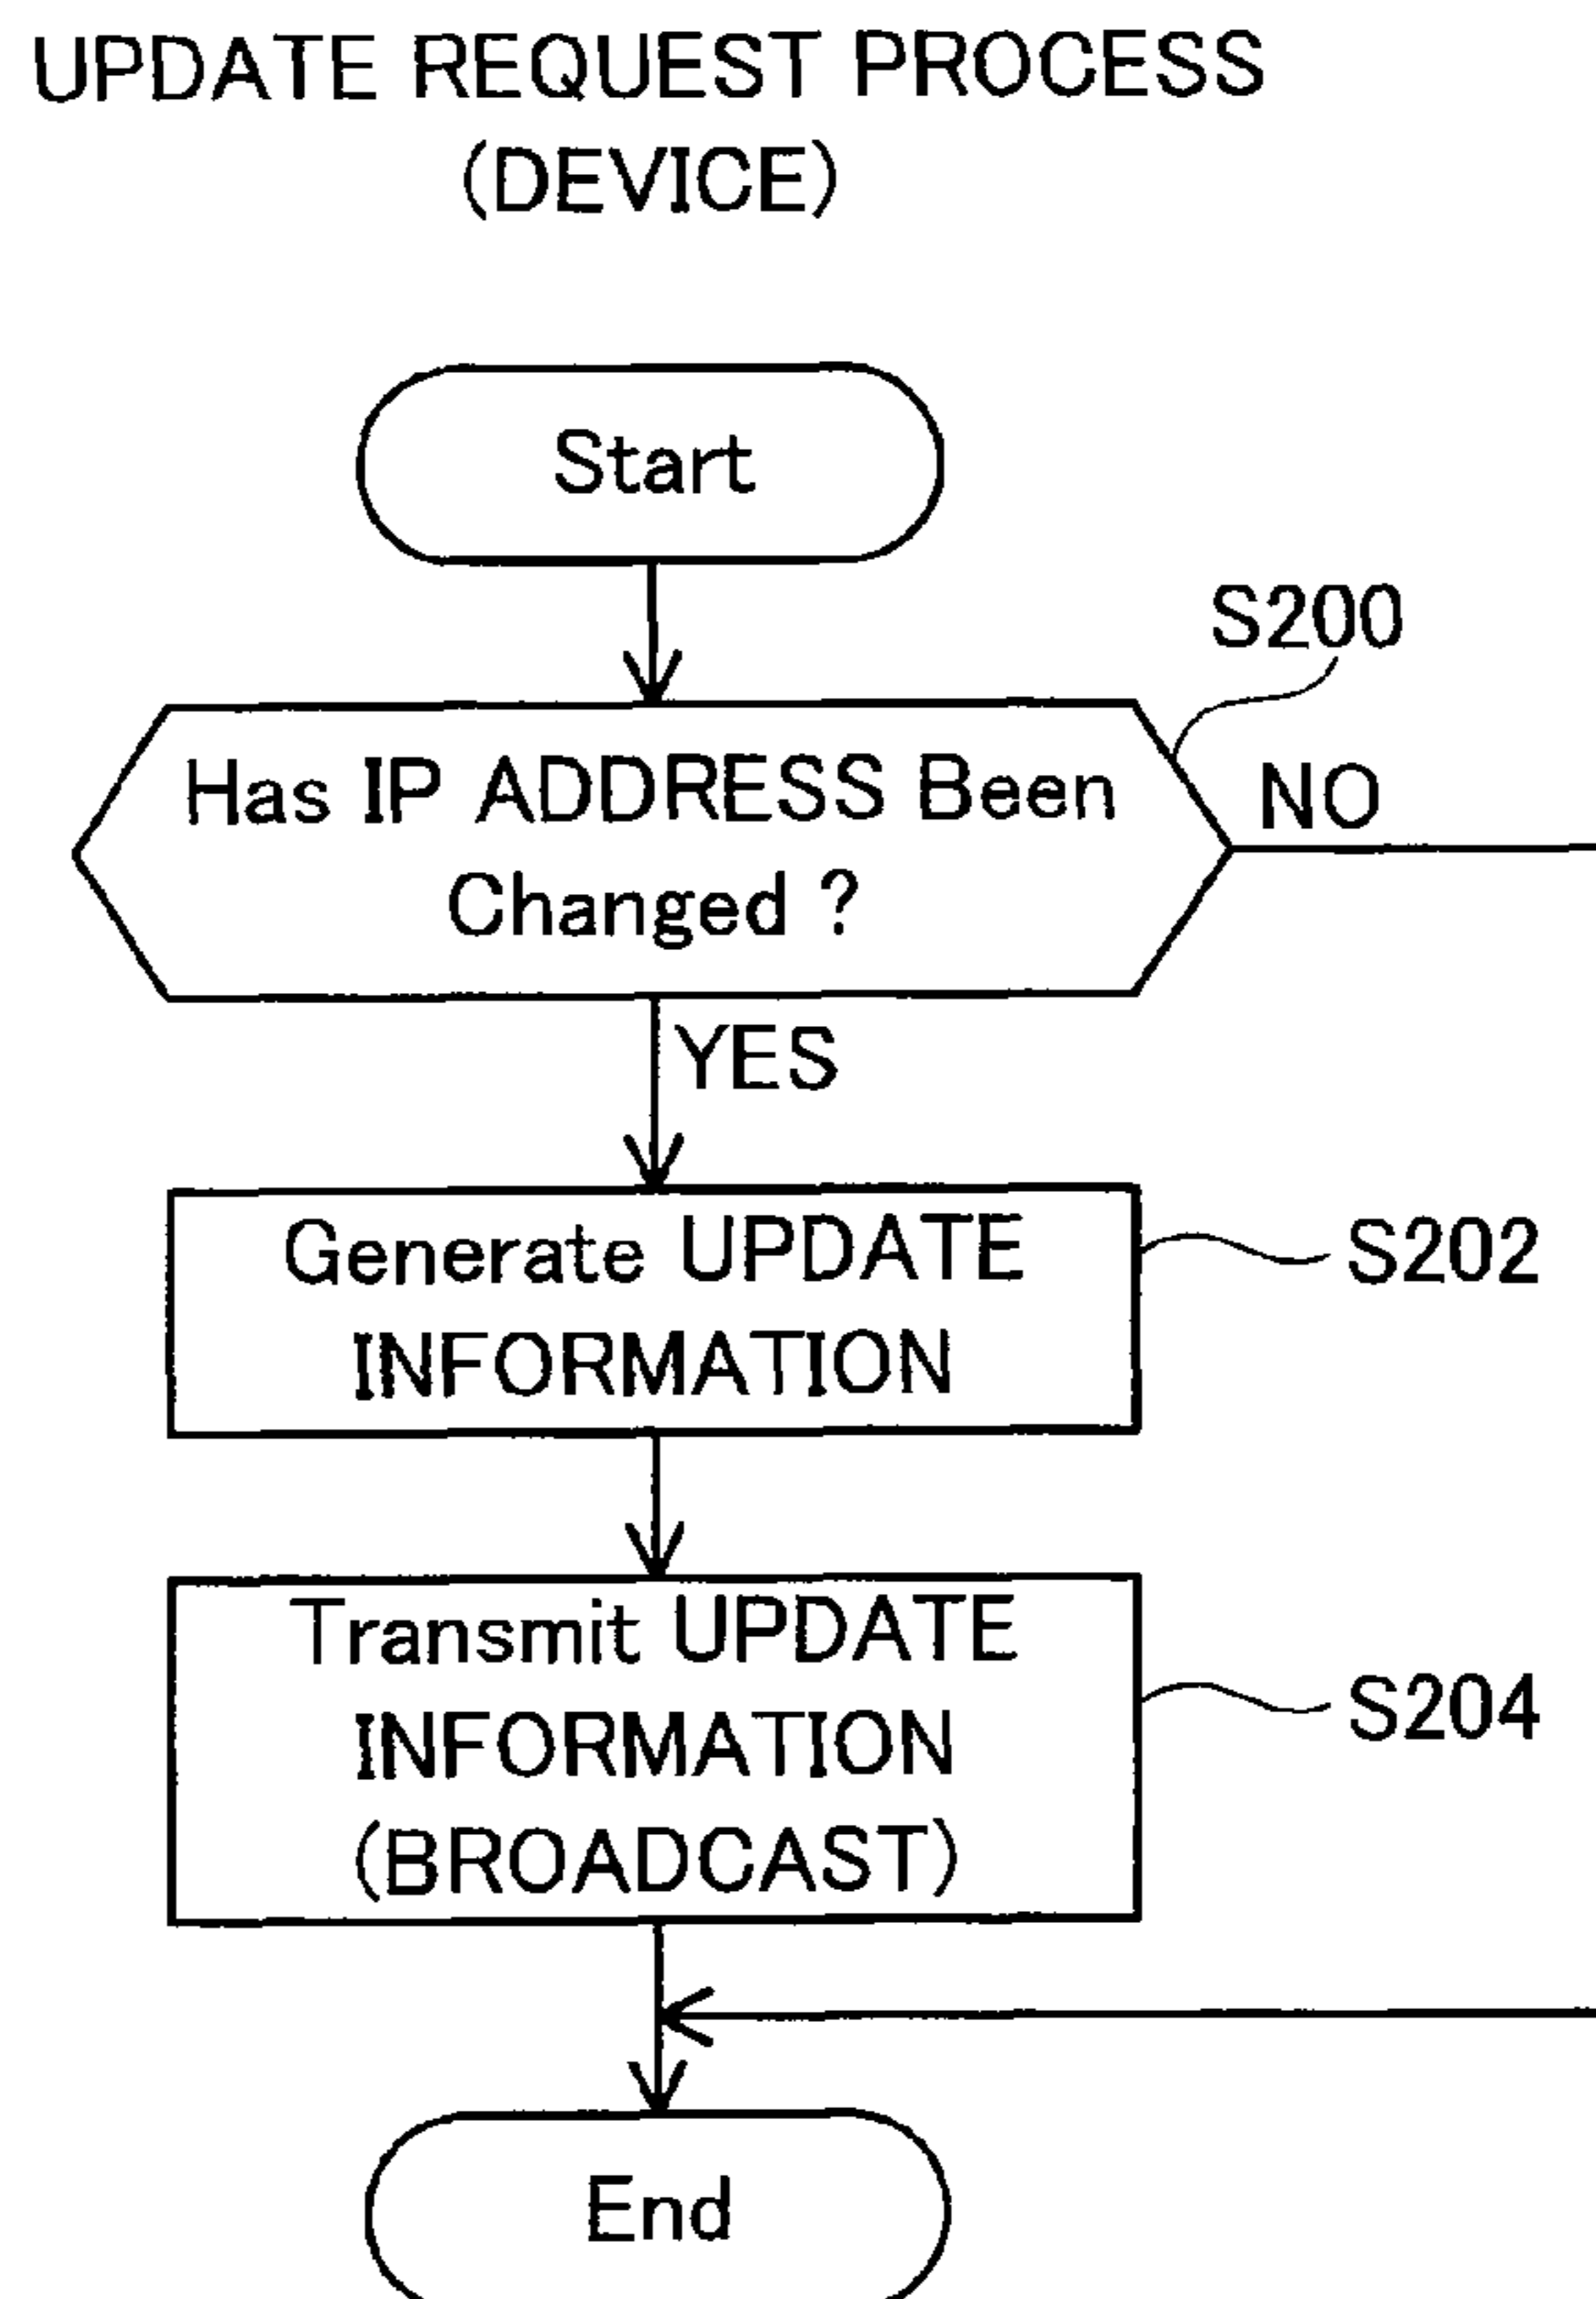 UPDATE REQUEST PROCESS
(DEVICE)
Start
S200
Has IP ADDRESS Been
Changed ?
NO
YES
Generate UPDATE
INFORMATION
S202
Transmit UPDATE
INFORMATION
(BROADCAST)
S204
End